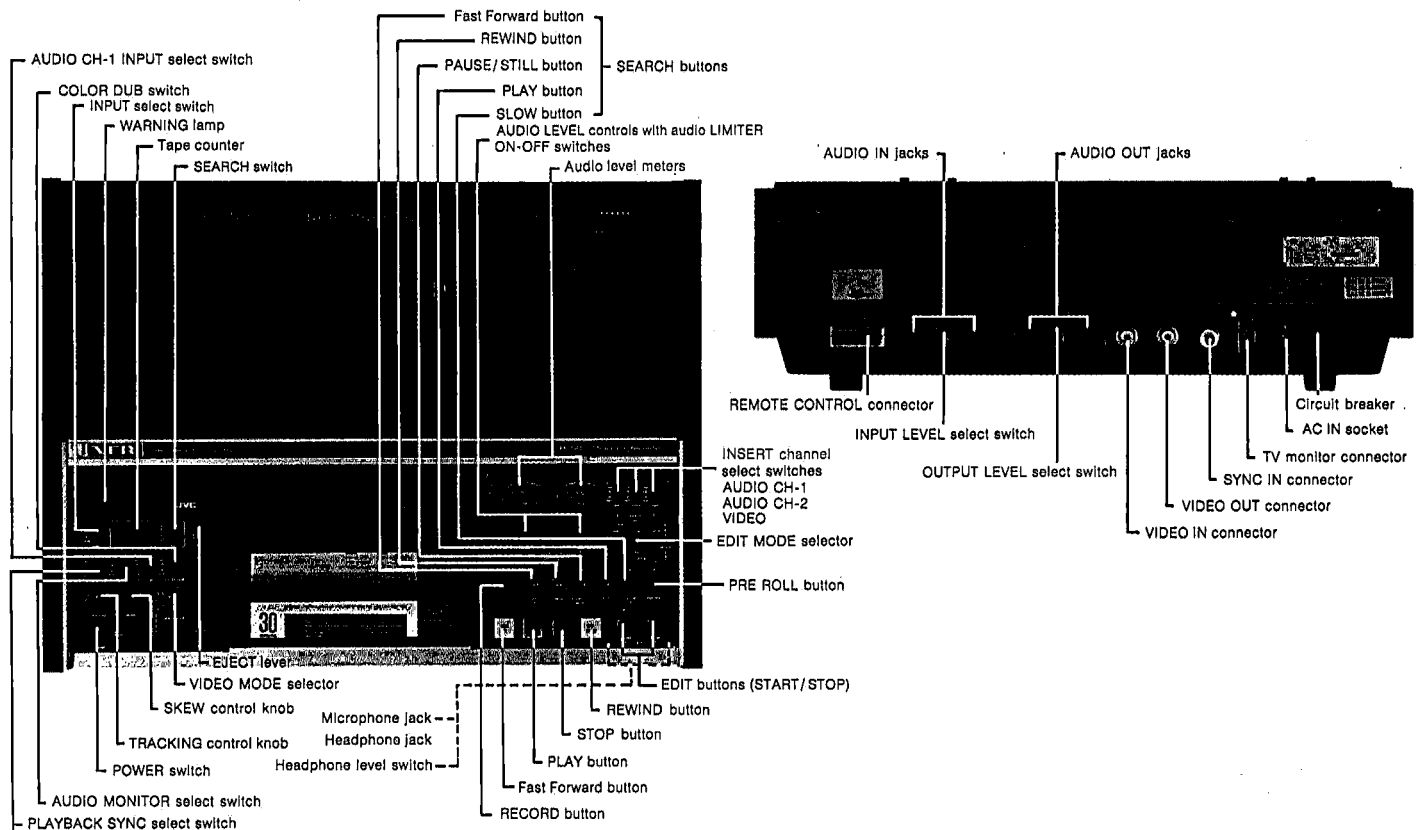 Fast Forward button
REWIND button
AUDIO CH-1 INPUT select switch
PAUSE/STILL button
SEARCH buttons
COLOR DUB switch
PLAY button
INPUT select switch
SLOW button
WARNING lamp
AUDIO LEVEL controls with audio LIMITER
ON-OFF switches
Tape counter
SEARCH switch
Audio level meters
AUDIO IN jacks
AUDIO OUT jacks
REMOTE CONTROL connector
Circuit breaker
INPUT LEVEL select switch
AC IN socket
OUTPUT LEVEL select switch
TV monitor connector
SYNC IN connector
VIDEO OUT connector
VIDEO IN connector
INSERT channel
select switches
AUDIO CH-1
AUDIO CH-2
VIDEO
JVC
EDIT MODE selector
PRE ROLL button
30
EJECT lever
VIDEO MODE selector
EDIT buttons (START/STOP)
SKEW control knob
REWIND button
Microphone jack
STOP button
TRACKING control knob
Headphone jack
PLAY button
POWER switch
Headphone level switch
Fast Forward button
AUDIO MONITOR select switch
RECORD button
PLAYBACK SYNC select switch